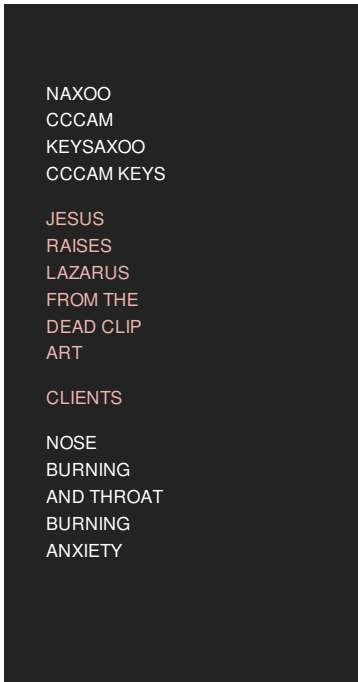 NAXOO
CCCAM
KEYSAXOO
CCCAM KEYS
JESUS
RAISES
LAZARUS
FROM THE
DEAD CLIP
ART
CLIENTS
NOSE
BURNING
AND THROAT
BURNING
ANXIETY